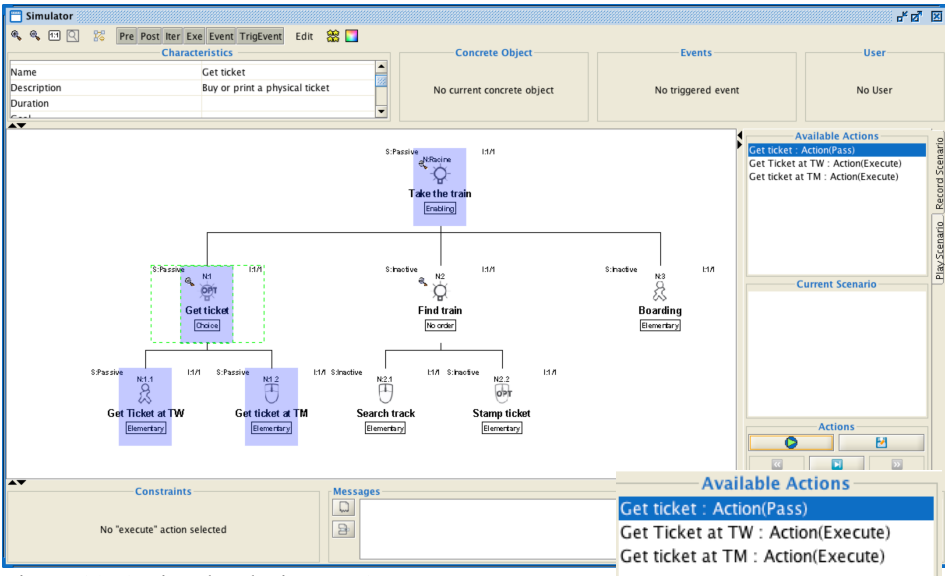 Simulator
1:1 Pre Post Iter Exe Event TrigEvent Edit
Characteristics
Name Get ticket
Description Buy or print a physical ticket
Duration
Concrete Object
No current concrete object
Events
No triggered event
User
No User
S:Passive I:1/1
N:Racine
Take the train
Enabling
S:Passive N:1 I:1/1
OPT
Get ticket
Choice
S:Inactive N:2 I:1/1
Find train
No order
S:Inactive N:3 I:1/1
Boarding
Elementary
S:Passive N:1.1 I:1/1
Get Ticket at TW
Elementary
S:Passive N:1.2 I:1/1
Get ticket at TM
Elementary
S:Inactive N:2.1 I:1/1
Search track
Elementary
S:Inactive N:2.2 I:1/1
OPT
Stamp ticket
Elementary
Available Actions
Get ticket : Action(Pass)
Get Ticket at TW : Action(Execute)
Get ticket at TM : Action(Execute)
Record Scenario
Play Scenario
Current Scenario
Actions
Constraints
No "execute" action selected
Messages
Available Actions
Get ticket : Action(Pass)
Get Ticket at TW : Action(Execute)
Get ticket at TM : Action(Execute)